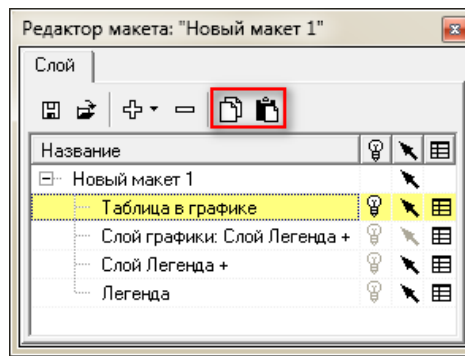 Редактор макета: "Новый макет 1"
Слой
Название
Новый макет 1
Таблица в графике
Слой графики: Слой Легенда +
Слой Легенда +
Легенда